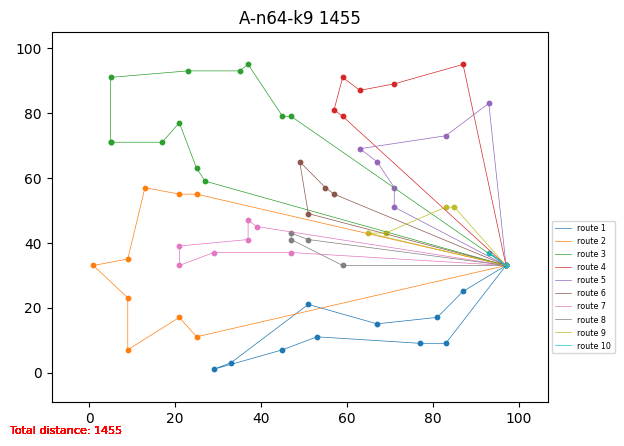 A-n64-k9 1455
100
80
60
40
20
0
0 20 40 60 80 100
route 1
route 2
route 3
route 4
route 5
route 6
route 7
route 8
route 9
route 10
Total distance: 1455